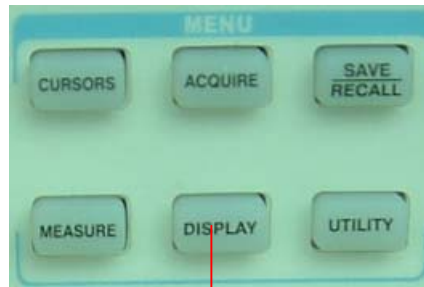 MENU
CURSORS
ACQUIRE
SAVE
RECALL
MEASURE
DISPLAY
UTILITY